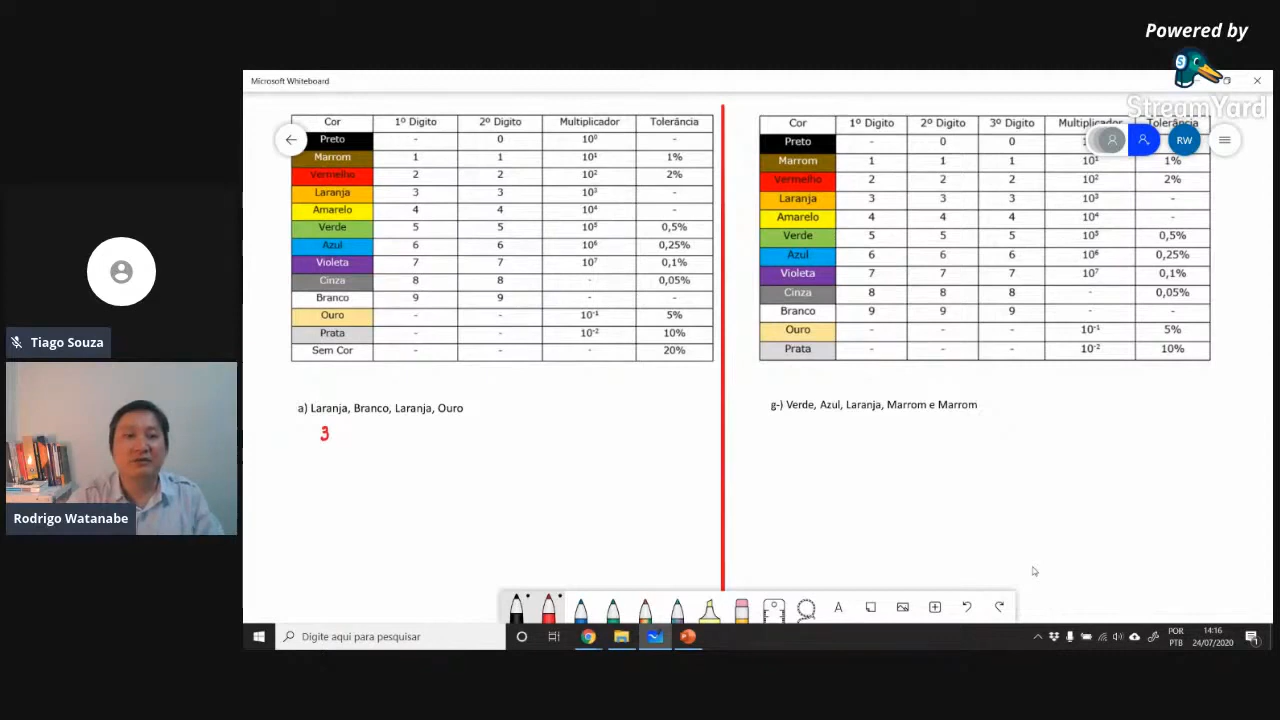 Powered by
StreamYard
Microsoft Whiteboard
Cor 1º Digito 2º Digito Multiplicador Tolerância
Preto - 0 10⁰ -
Marrom 1 1 10¹ 1%
Vermelho 2 2 10² 2%
Laranja 3 3 10³ -
Amarelo 4 4 10⁴ -
Verde 5 5 10⁵ 0,5%
Azul 6 6 10⁶ 0,25%
Violeta 7 7 10⁷ 0,1%
Cinza 8 8 - 0,05%
Branco 9 9 - -
Ouro - - 10⁻¹ 5%
Prata - - 10⁻² 10%
Sem Cor - - - 20%
a) Laranja, Branco, Laranja, Ouro
3
Cor 1º Digito 2º Digito 3º Digito Multiplicador Tolerância
Preto - 0 0
Marrom 1 1 1 10¹ 1%
Vermelho 2 2 2 10² 2%
Laranja 3 3 3 10³ -
Amarelo 4 4 4 10⁴ -
Verde 5 5 5 10⁵ 0,5%
Azul 6 6 6 10⁶ 0,25%
Violeta 7 7 7 10⁷ 0,1%
Cinza 8 8 8 - 0,05%
Branco 9 9 9 - -
Ouro - - - 10⁻¹ 5%
Prata - - - 10⁻² 10%
g-) Verde, Azul, Laranja, Marrom e Marrom
RW
Tiago Souza
Rodrigo Watanabe
Digite aqui para pesquisar
POR
PTB
14:16
24/07/2020